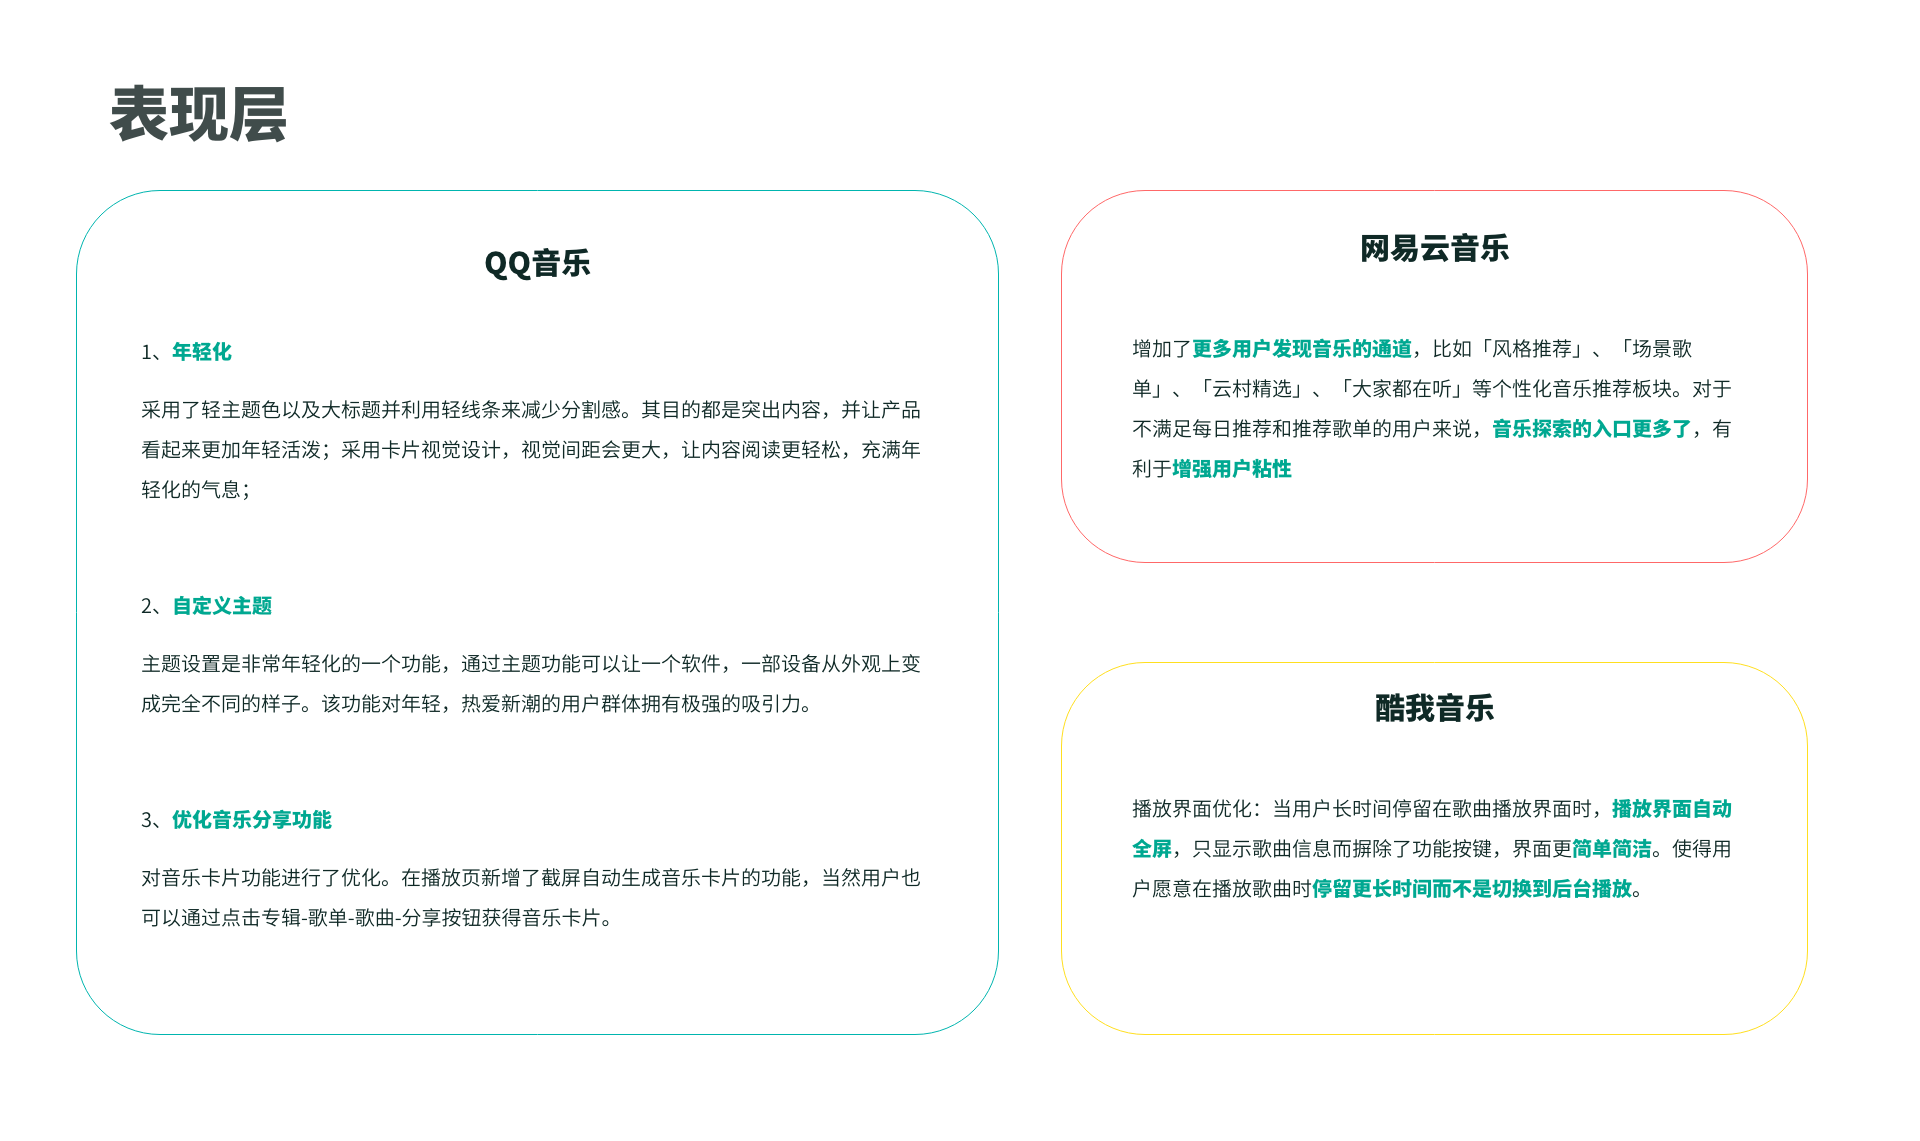 表现层
QQ音乐
1、年轻化
采用了轻主题色以及大标题并利用轻线条来减少分割感。其目的都是突出内容，并让产品
看起来更加年轻活泼；采用卡片视觉设计，视觉间距会更大，让内容阅读更轻松，充满年
轻化的气息；
2、自定义主题
主题设置是非常年轻化的一个功能，通过主题功能可以让一个软件，一部设备从外观上变
成完全不同的样子。该功能对年轻，热爱新潮的用户群体拥有极强的吸引力。
3、优化音乐分享功能
对音乐卡片功能进行了优化。在播放页新增了截屏自动生成音乐卡片的功能，当然用户也
可以通过点击专辑-歌单-歌曲-分享按钮获得音乐卡片。
网易云音乐
增加了更多用户发现音乐的通道，比如「风格推荐」、「场景歌
单」、「云村精选」、「大家都在听」等个性化音乐推荐板块。对于
不满足每日推荐和推荐歌单的用户来说，音乐探索的入口更多了，有
利于增强用户粘性
酷我音乐
播放界面优化：当用户长时间停留在歌曲播放界面时，播放界面自动
全屏，只显示歌曲信息而摒除了功能按键，界面更简单简洁。使得用
户愿意在播放歌曲时停留更长时间而不是切换到后台播放。